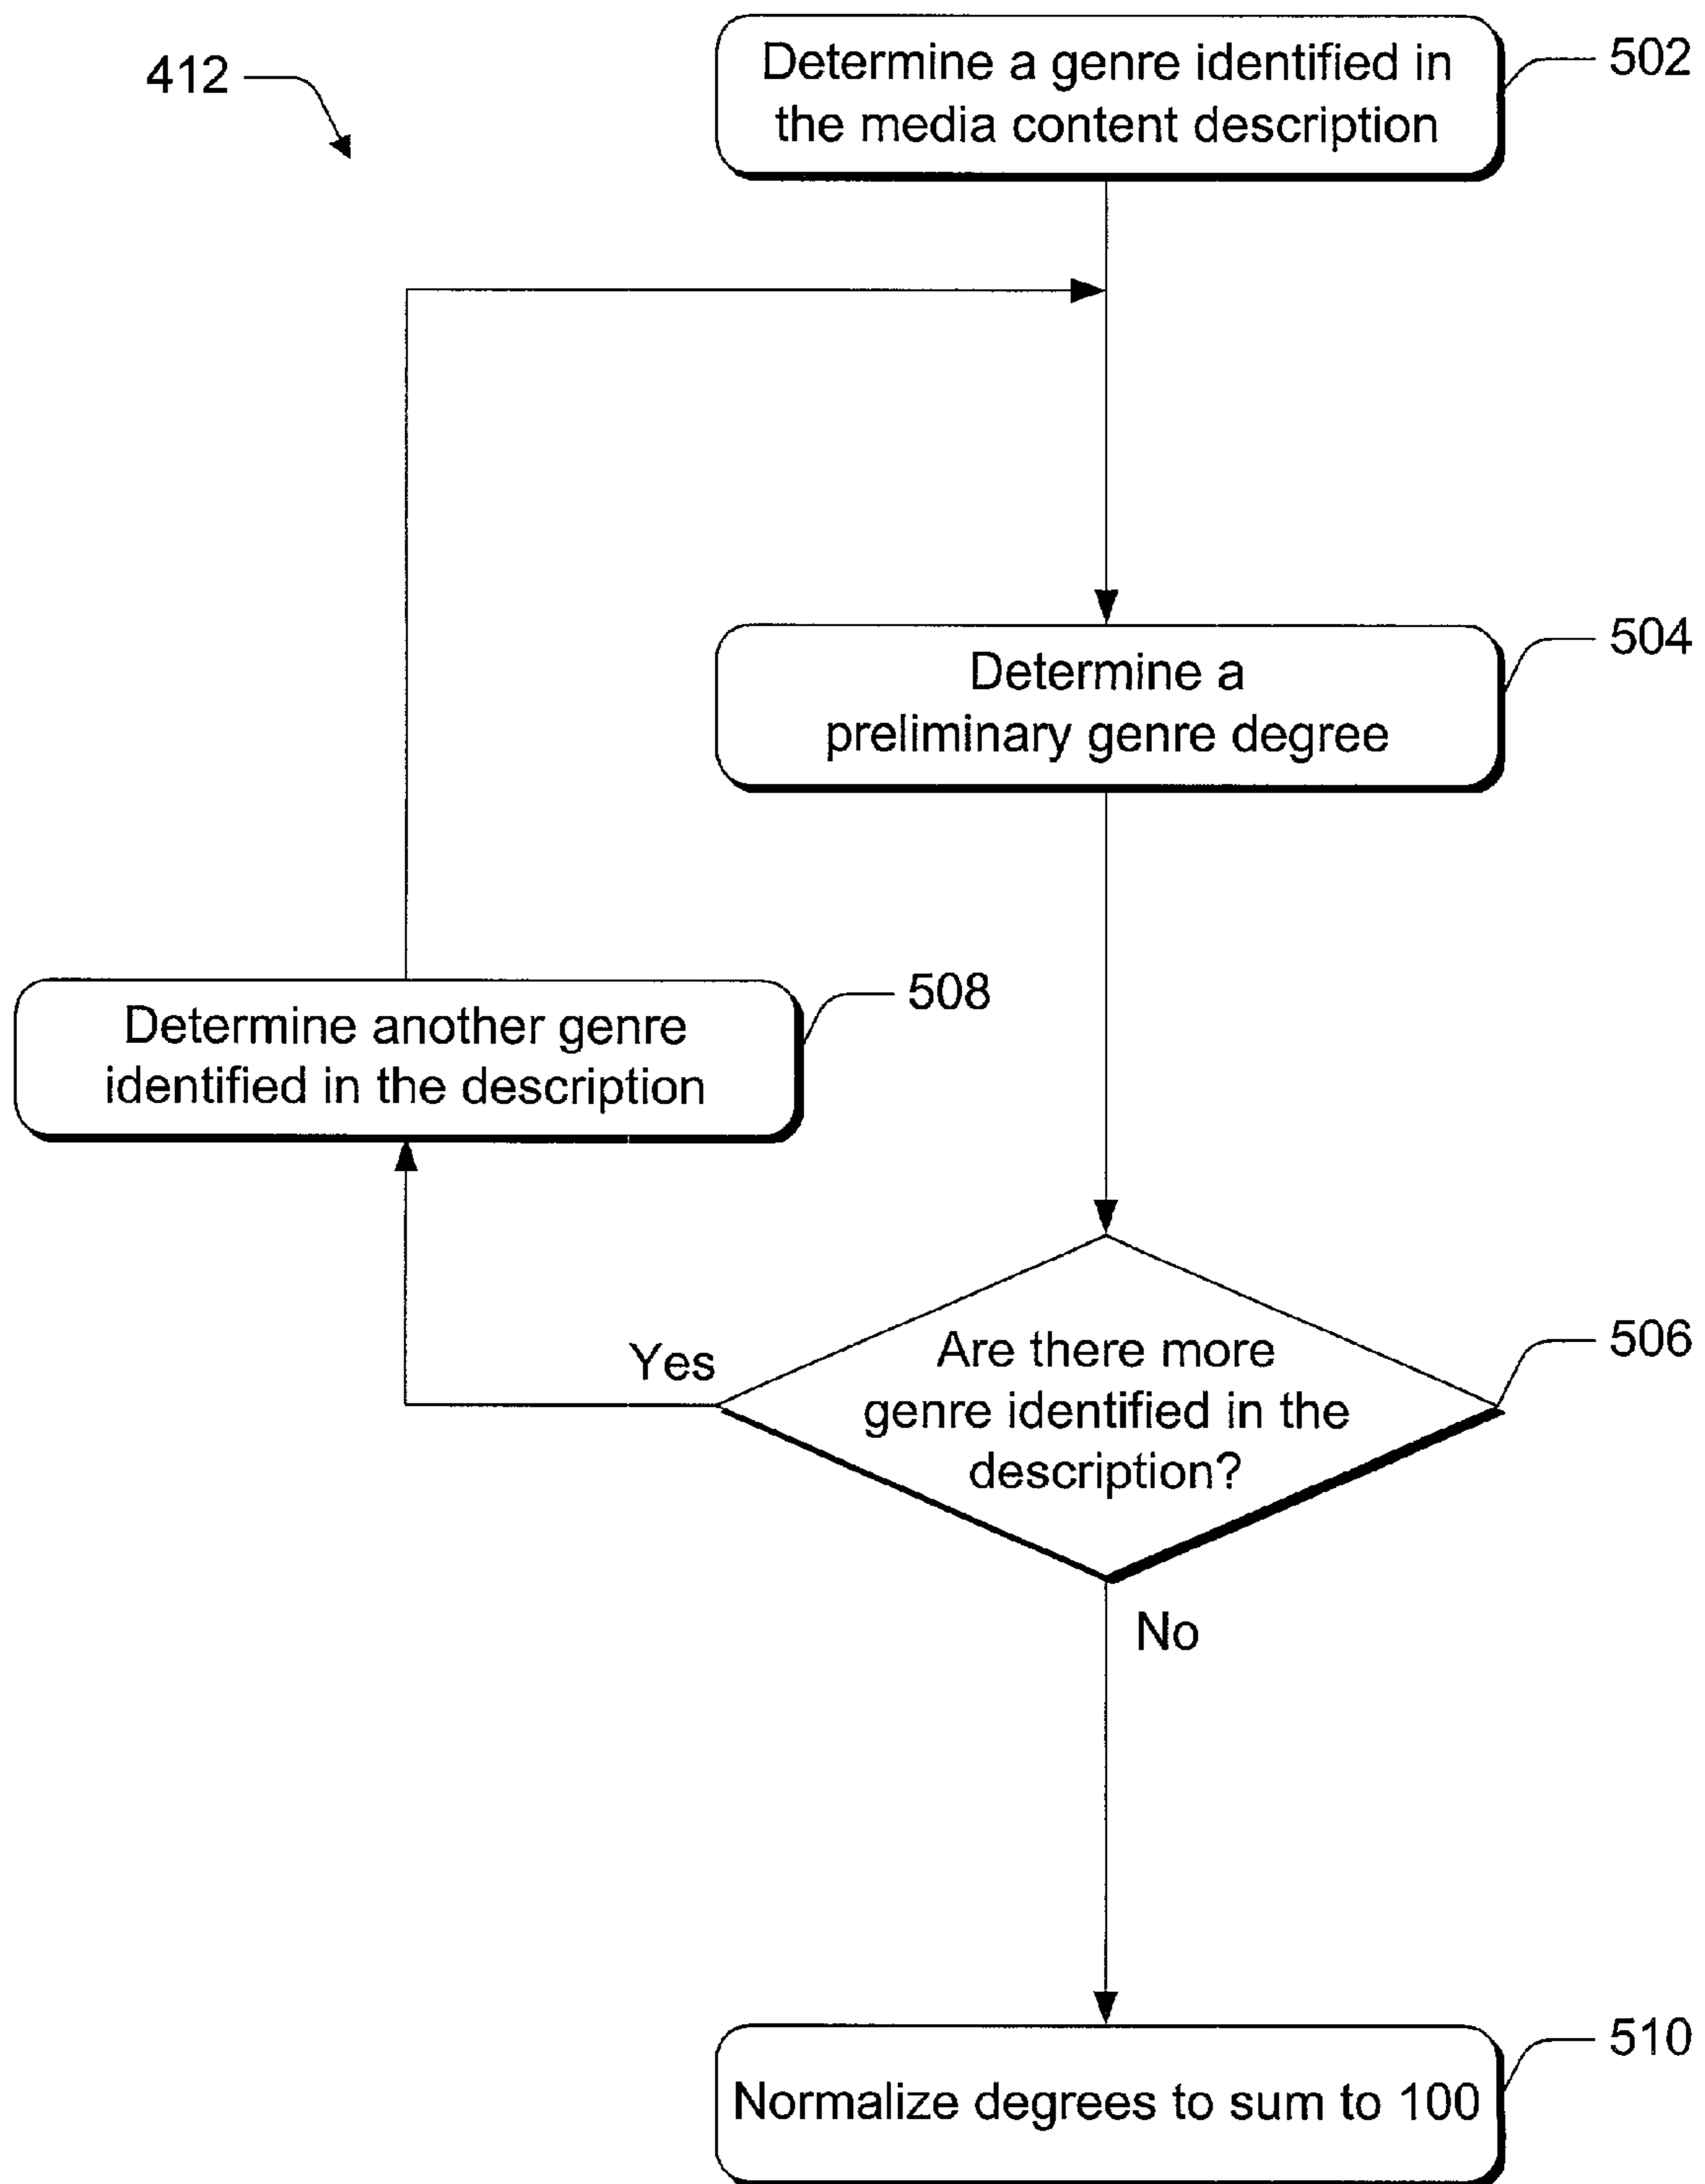 412
Determine a genre identified in
the media content description
502
Determine a
preliminary genre degree
504
Determine another genre
identified in the description
508
Yes
Are there more
genre identified in the
description?
506
No
Normalize degrees to sum to 100
510